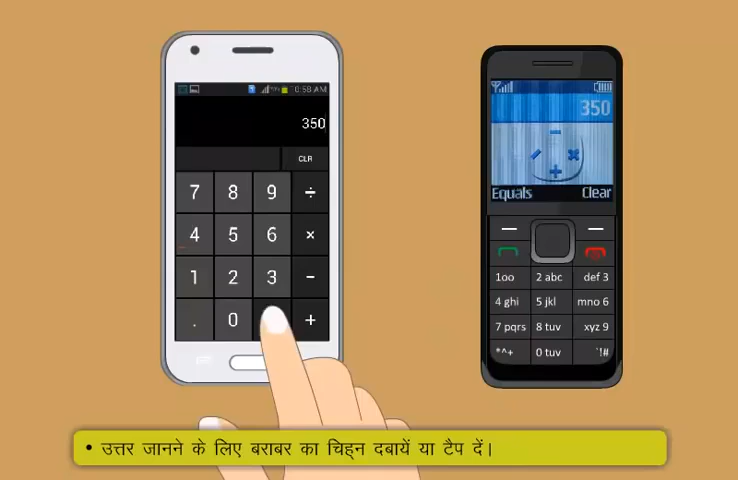 0:58 AM
350
CLR
7 8 9 ÷
4 5 6 ×
1 2 3 −
. 0 +
350
Equals Clear
1oo 2 abc def 3
4 ghi 5 jkl mno 6
7 pqrs 8 tuv xyz 9
*^+ 0 tuv `!#
• उत्तर जानने के लिए बराबर का चिह्न दबायें या टैप दें।